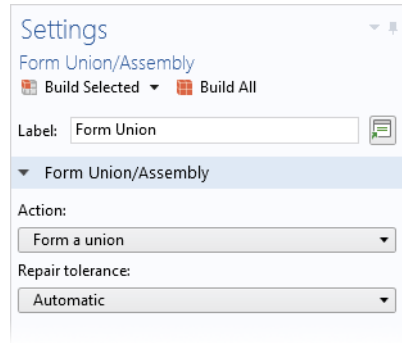 Settings
Form Union/Assembly
Build Selected Build All
Label: Form Union
Form Union/Assembly
Action:
Form a union
Repair tolerance:
Automatic